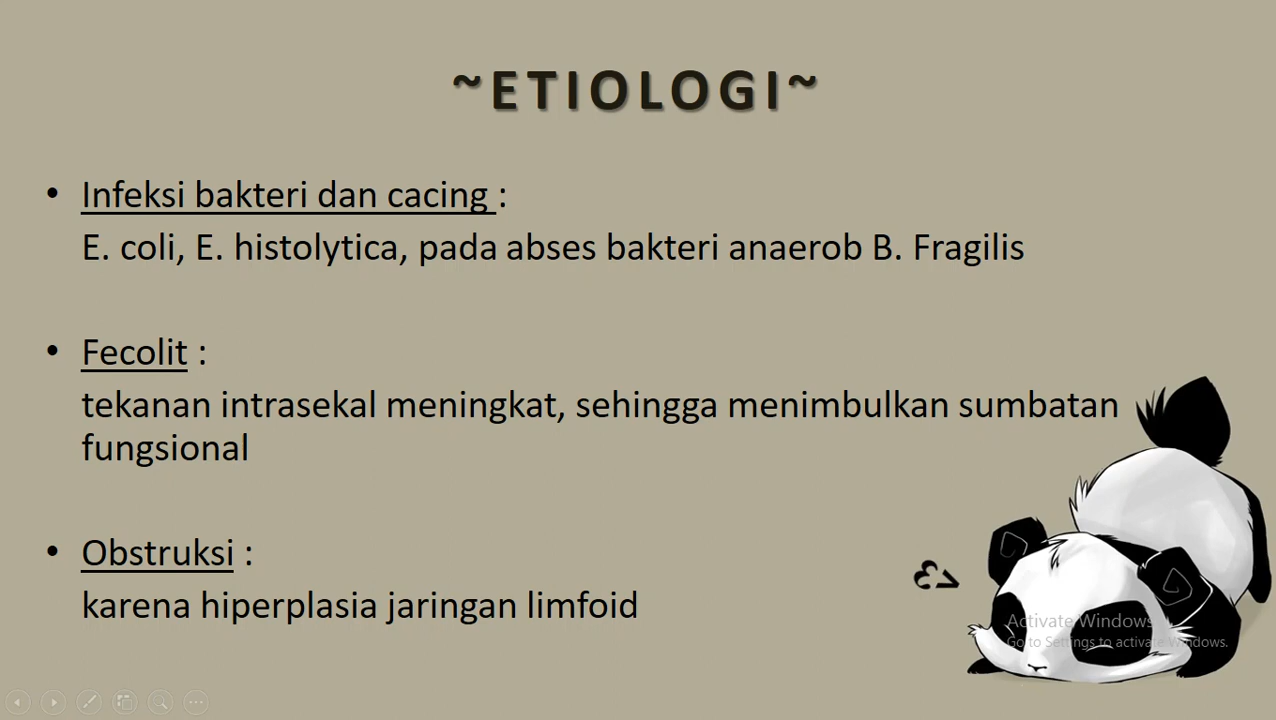 ~ETIOLOGI~
• Infeksi bakteri dan cacing :
E. coli, E. histolytica, pada abses bakteri anaerob B. Fragilis
• Fecolit :
tekanan intrasekal meningkat, sehingga menimbulkan sumbatan
fungsional
• Obstruksi :
karena hiperplasia jaringan limfoid
<3
Activate Windows
Go to Settings to activate Windows.